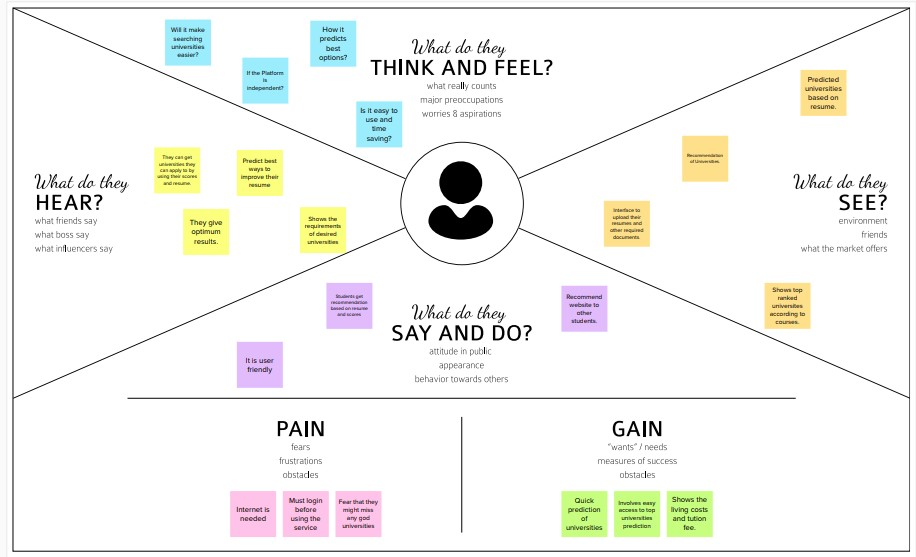 Will it make
searching
universities
easier?
If the Platform
is
independent?
How it
predicts
best
options?
Is it easy to
use and
time
saving?
What do they
THINK AND FEEL?
what really counts
major preoccupations
worries & aspirations
What do they
HEAR?
what friends say
what boss say
what influencers say
They can get
universities they
can apply to by
using their scores
and resume.
Predict best
ways to
improve their
resume
They give
optimum
results.
Shows the
requirements
of desired
universities
Predicted
universities
based on
resume.
Recommendation
of Universities.
Interface to
upload their
resumes and
other required
documents.
Shows top
ranked
universites
according to
courses.
What do they
SEE?
environment
friends
what the market offers
Students get
recommendation
based on resume
and scores
It is user
friendly
What do they
SAY AND DO?
attitude in public
appearance
behavior towards others
Recommend
website to
other
students.
PAIN
fears
frustrations
obstacles
Internet is
needed
Must login
before
using the
service
Fear that they
might miss
any god
universities
GAIN
"wants" / needs
measures of success
obstacles
Quick
prediction
of
universities
Involves easy
access to top
universities
prediction
Shows the
living costs
and tution
fee.